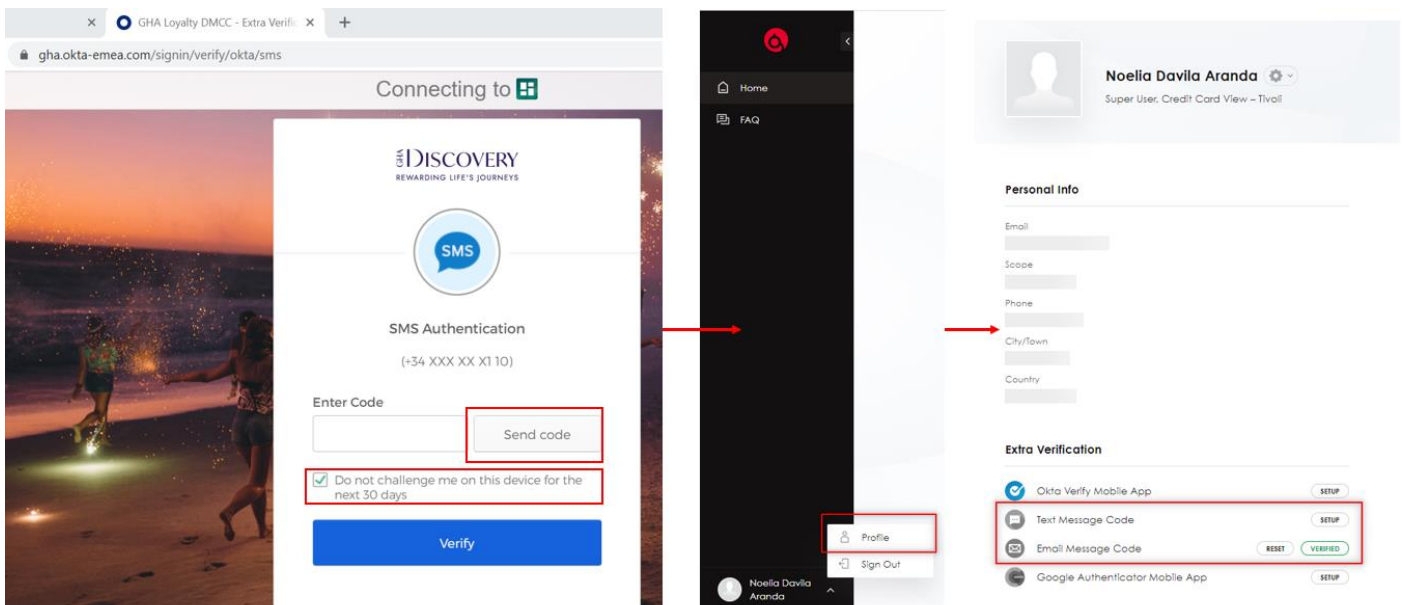 GHA Loyalty DMCC - Extra Verific
gha.okta-emea.com/signin/verify/okta/sms
Connecting to
GHA DISCOVERY
REWARDING LIFE'S JOURNEYS
SMS
SMS Authentication
(+34 XXX XX X1 10)
Enter Code
Send code
Do not challenge me on this device for the
next 30 days
Verify
Home
FAQ
Profile
Sign Out
Noelia Davila
Aranda
Noelia Davila Aranda
Super User, Credit Card View – Tivoli
Personal Info
Email
Scope
Phone
City/Town
Country
Extra Verification
Okta Verify Mobile App SETUP
Text Message Code SETUP
Email Message Code RESET VERIFIED
Google Authenticator Mobile App SETUP